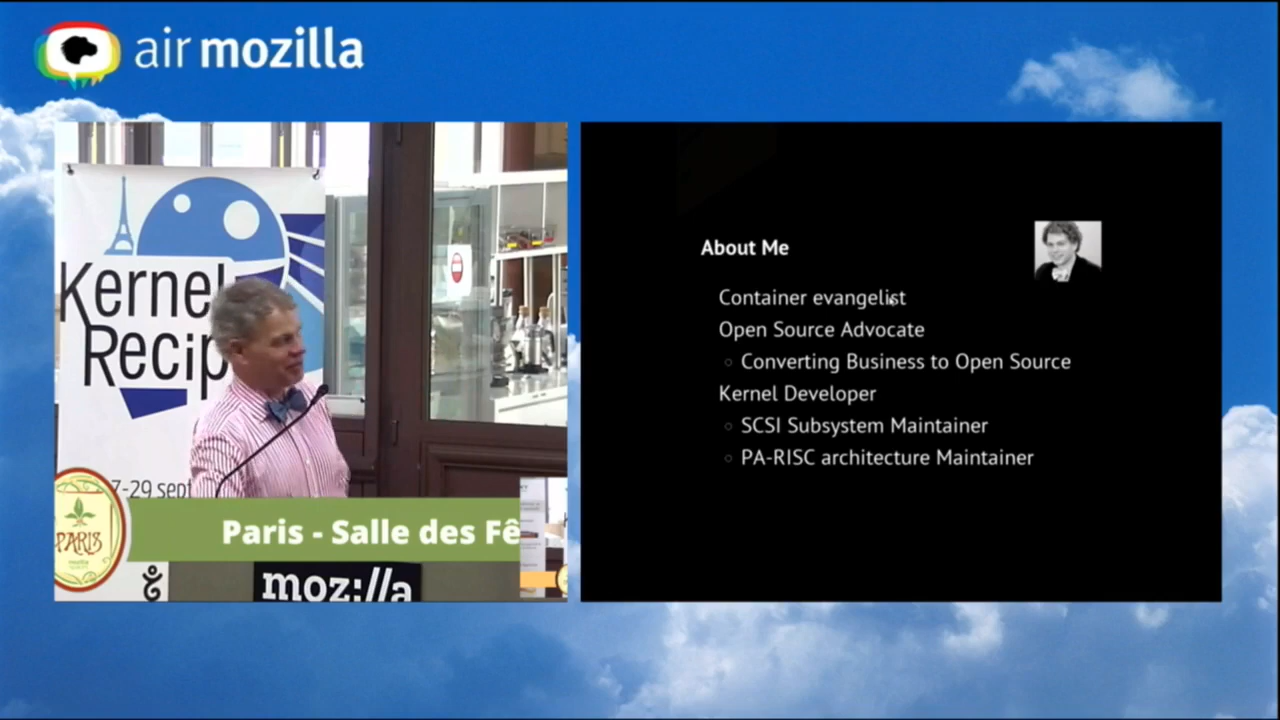 air mozilla
Kernel
Recip
7-29 sept
PARIS
mozilla
Paris - Salle des Fê
moz://a
About Me
Container evangelist
Open Source Advocate
Converting Business to Open Source
Kernel Developer
SCSI Subsystem Maintainer
PA-RISC architecture Maintainer